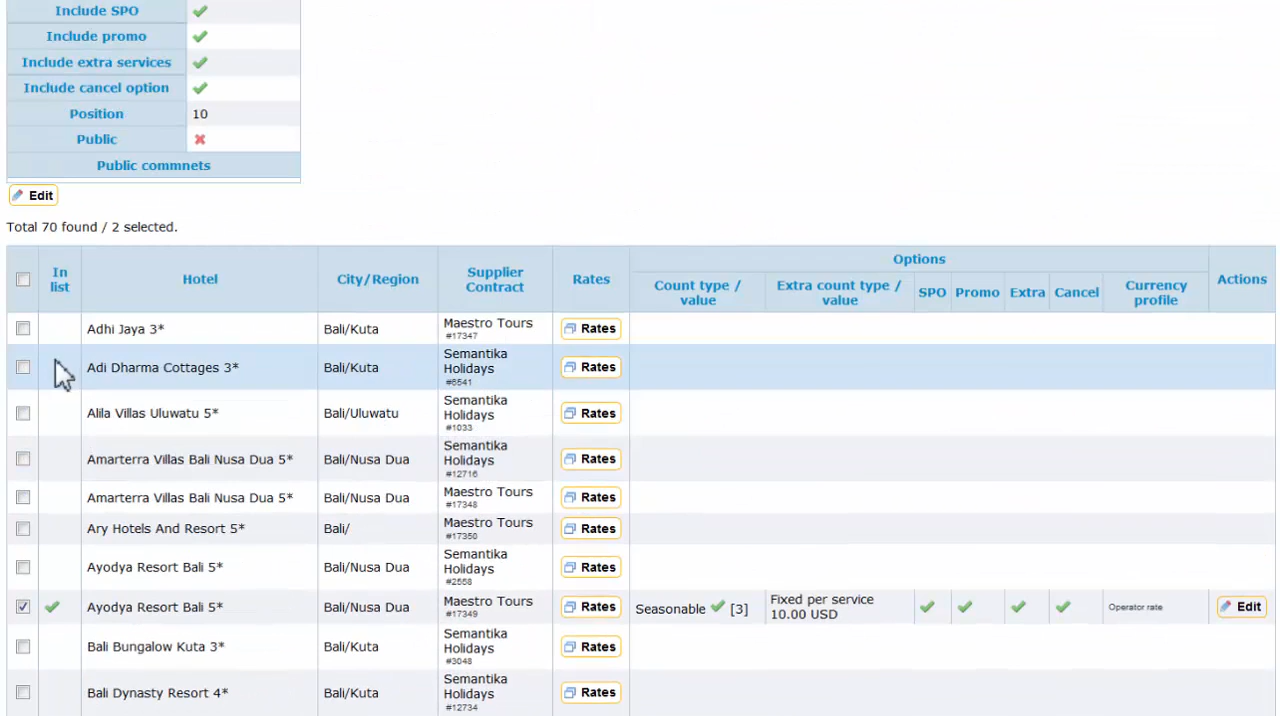 Include SPO
Include promo
Include extra services
Include cancel option
Position 10
Public
Public commnets
Edit
Total 70 found / 2 selected.
In list Hotel City/Region Supplier Contract Rates Options Actions
Count type / value Extra count type / value SPO Promo Extra Cancel Currency profile
Adhi Jaya 3* Bali/Kuta Maestro Tours #17347 Rates
Adi Dharma Cottages 3* Bali/Kuta Semantika Holidays #6541 Rates
Alila Villas Uluwatu 5* Bali/Uluwatu Semantika Holidays #1033 Rates
Amarterra Villas Bali Nusa Dua 5* Bali/Nusa Dua Semantika Holidays #12716 Rates
Amarterra Villas Bali Nusa Dua 5* Bali/Nusa Dua Maestro Tours #17348 Rates
Ary Hotels And Resort 5* Bali/ Maestro Tours #17350 Rates
Ayodya Resort Bali 5* Bali/Nusa Dua Semantika Holidays #2558 Rates
Ayodya Resort Bali 5* Bali/Nusa Dua Maestro Tours #17349 Rates Seasonable [3] Fixed per service 10.00 USD Operator rate Edit
Bali Bungalow Kuta 3* Bali/Kuta Semantika Holidays #3048 Rates
Bali Dynasty Resort 4* Bali/Kuta Semantika Holidays #12734 Rates